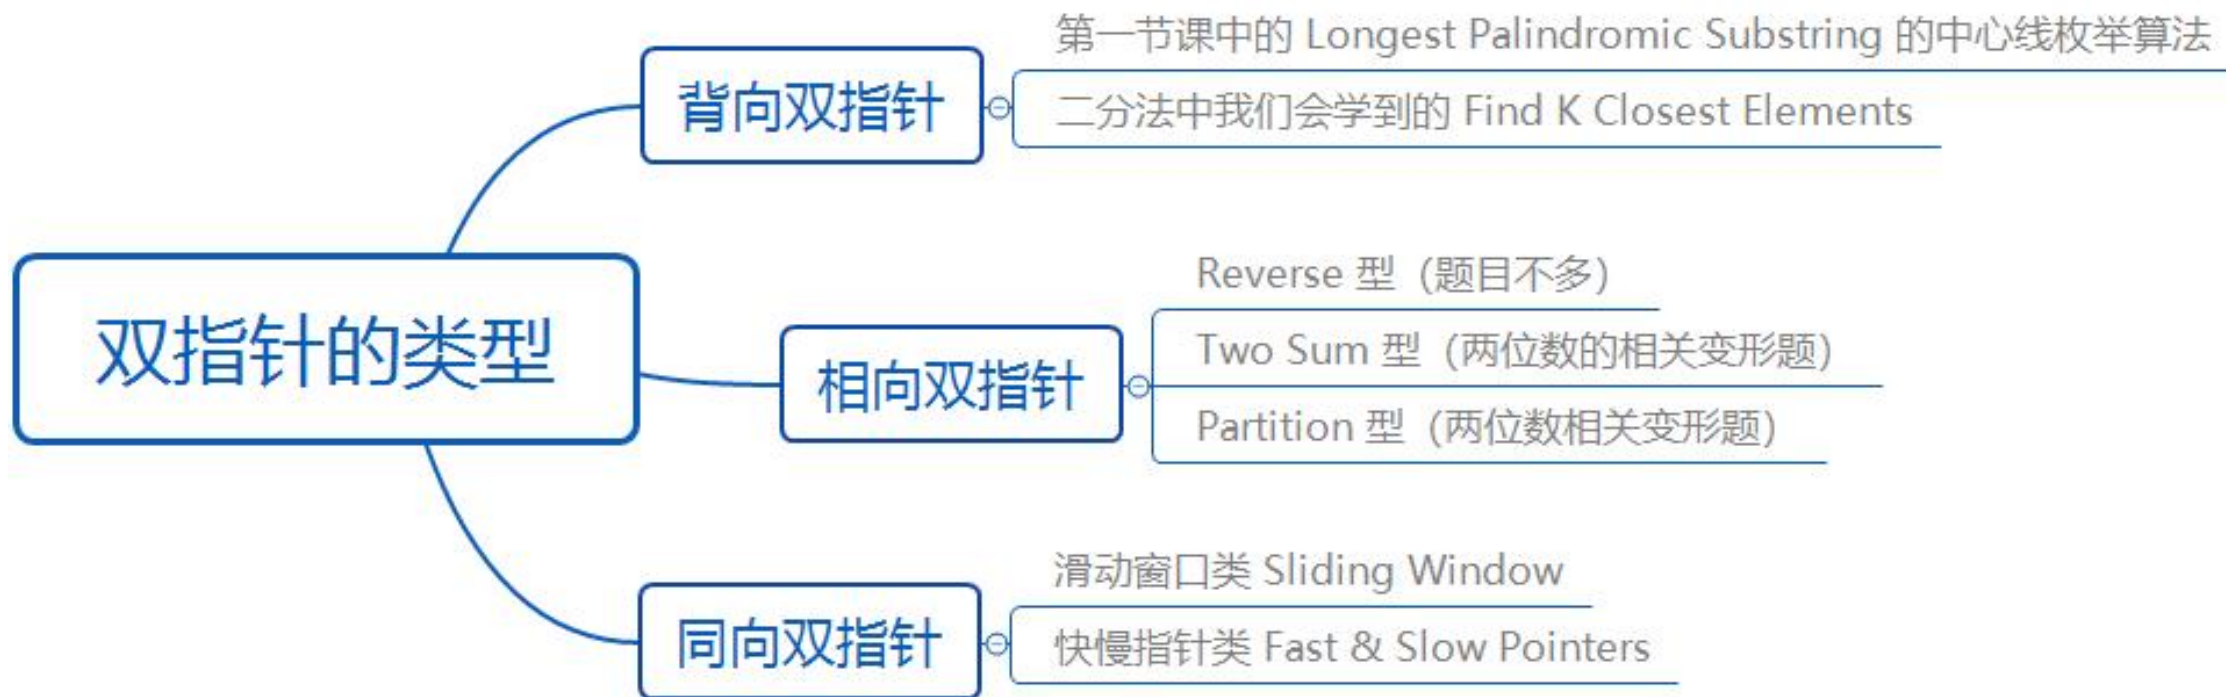 第一节课中的 Longest Palindromic Substring 的中心线枚举算法
背向双指针
二分法中我们会学到的 Find K Closest Elements
双指针的类型
Reverse 型（题目不多）
相向双指针
Two Sum 型（两位数的相关变形题）
Partition 型（两位数相关变形题）
滑动窗口类 Sliding Window
同向双指针
快慢指针类 Fast & Slow Pointers